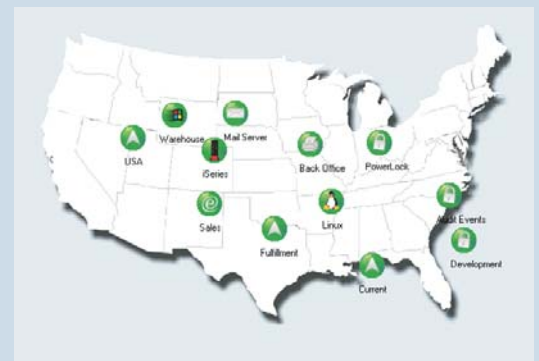 Warehouse
Mail Server
USA
iSeries
Back Office
PowerLock
Sales
Linux
Audit Events
Fulfillment
Development
Current